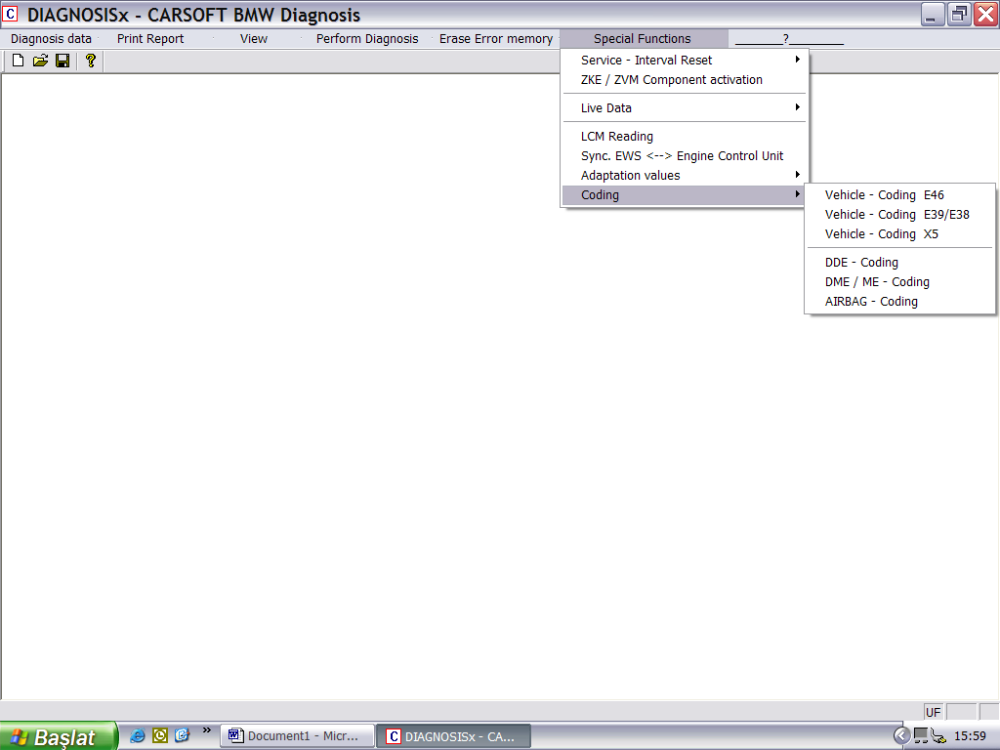 C DIAGNOSISx - CARSOFT BMW Diagnosis
Diagnosis data Print Report View Perform Diagnosis Erase Error memory Special Functions _______?________
?
Service - Interval Reset
ZKE / ZVM Component activation
Live Data
LCM Reading
Sync. EWS <--> Engine Control Unit
Adaptation values
Coding
Vehicle - Coding E46
Vehicle - Coding E39/E38
Vehicle - Coding X5
DDE - Coding
DME / ME - Coding
AIRBAG - Coding
UF
Başlat » W Document1 - Micr... C DIAGNOSISx - CA... 15:59